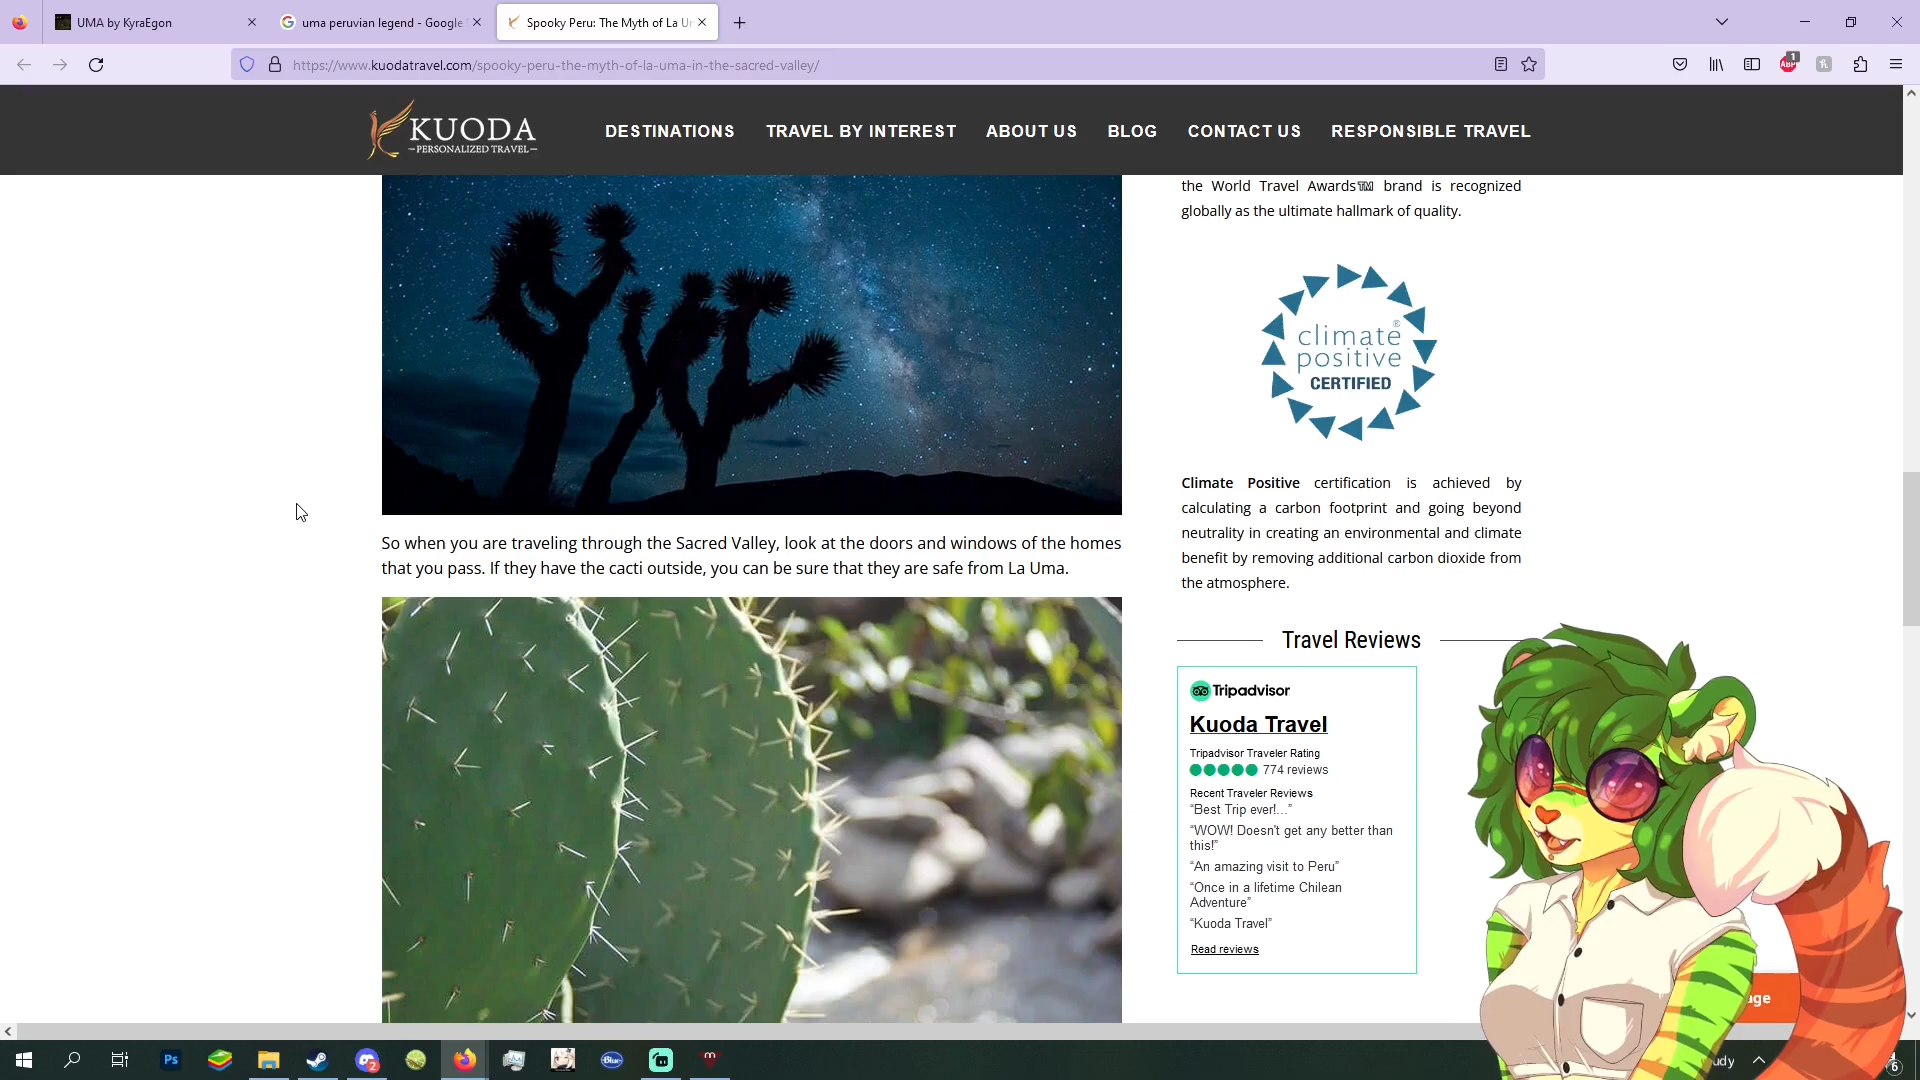 UMA by KyraEgon
uma peruvian legend - Google
Spooky Peru: The Myth of La U
https://www.kuodatravel.com/spooky-peru-the-myth-of-la-uma-in-the-sacred-valley/
ABP
1
KUODA
-PERSONALIZED TRAVEL-
DESTINATIONS
TRAVEL BY INTEREST
ABOUT US
BLOG
CONTACT US
RESPONSIBLE TRAVEL
the World Travel Awards™ brand is recognized
globally as the ultimate hallmark of quality.
climate®
positive
CERTIFIED
Climate Positive certification is achieved by
calculating a carbon footprint and going beyond
neutrality in creating an environmental and climate
benefit by removing additional carbon dioxide from
the atmosphere.
So when you are traveling through the Sacred Valley, look at the doors and windows of the homes
that you pass. If they have the cacti outside, you can be sure that they are safe from La Uma.
Travel Reviews
Tripadvisor
Kuoda Travel
Tripadvisor Traveler Rating
774 reviews
Recent Traveler Reviews
“Best Trip ever!...”
“WOW! Doesn't get any better than
this!”
“An amazing visit to Peru”
“Once in a lifetime Chilean
Adventure”
“Kuoda Travel”
Read reviews
age
Ps
2
Blue
udy
6